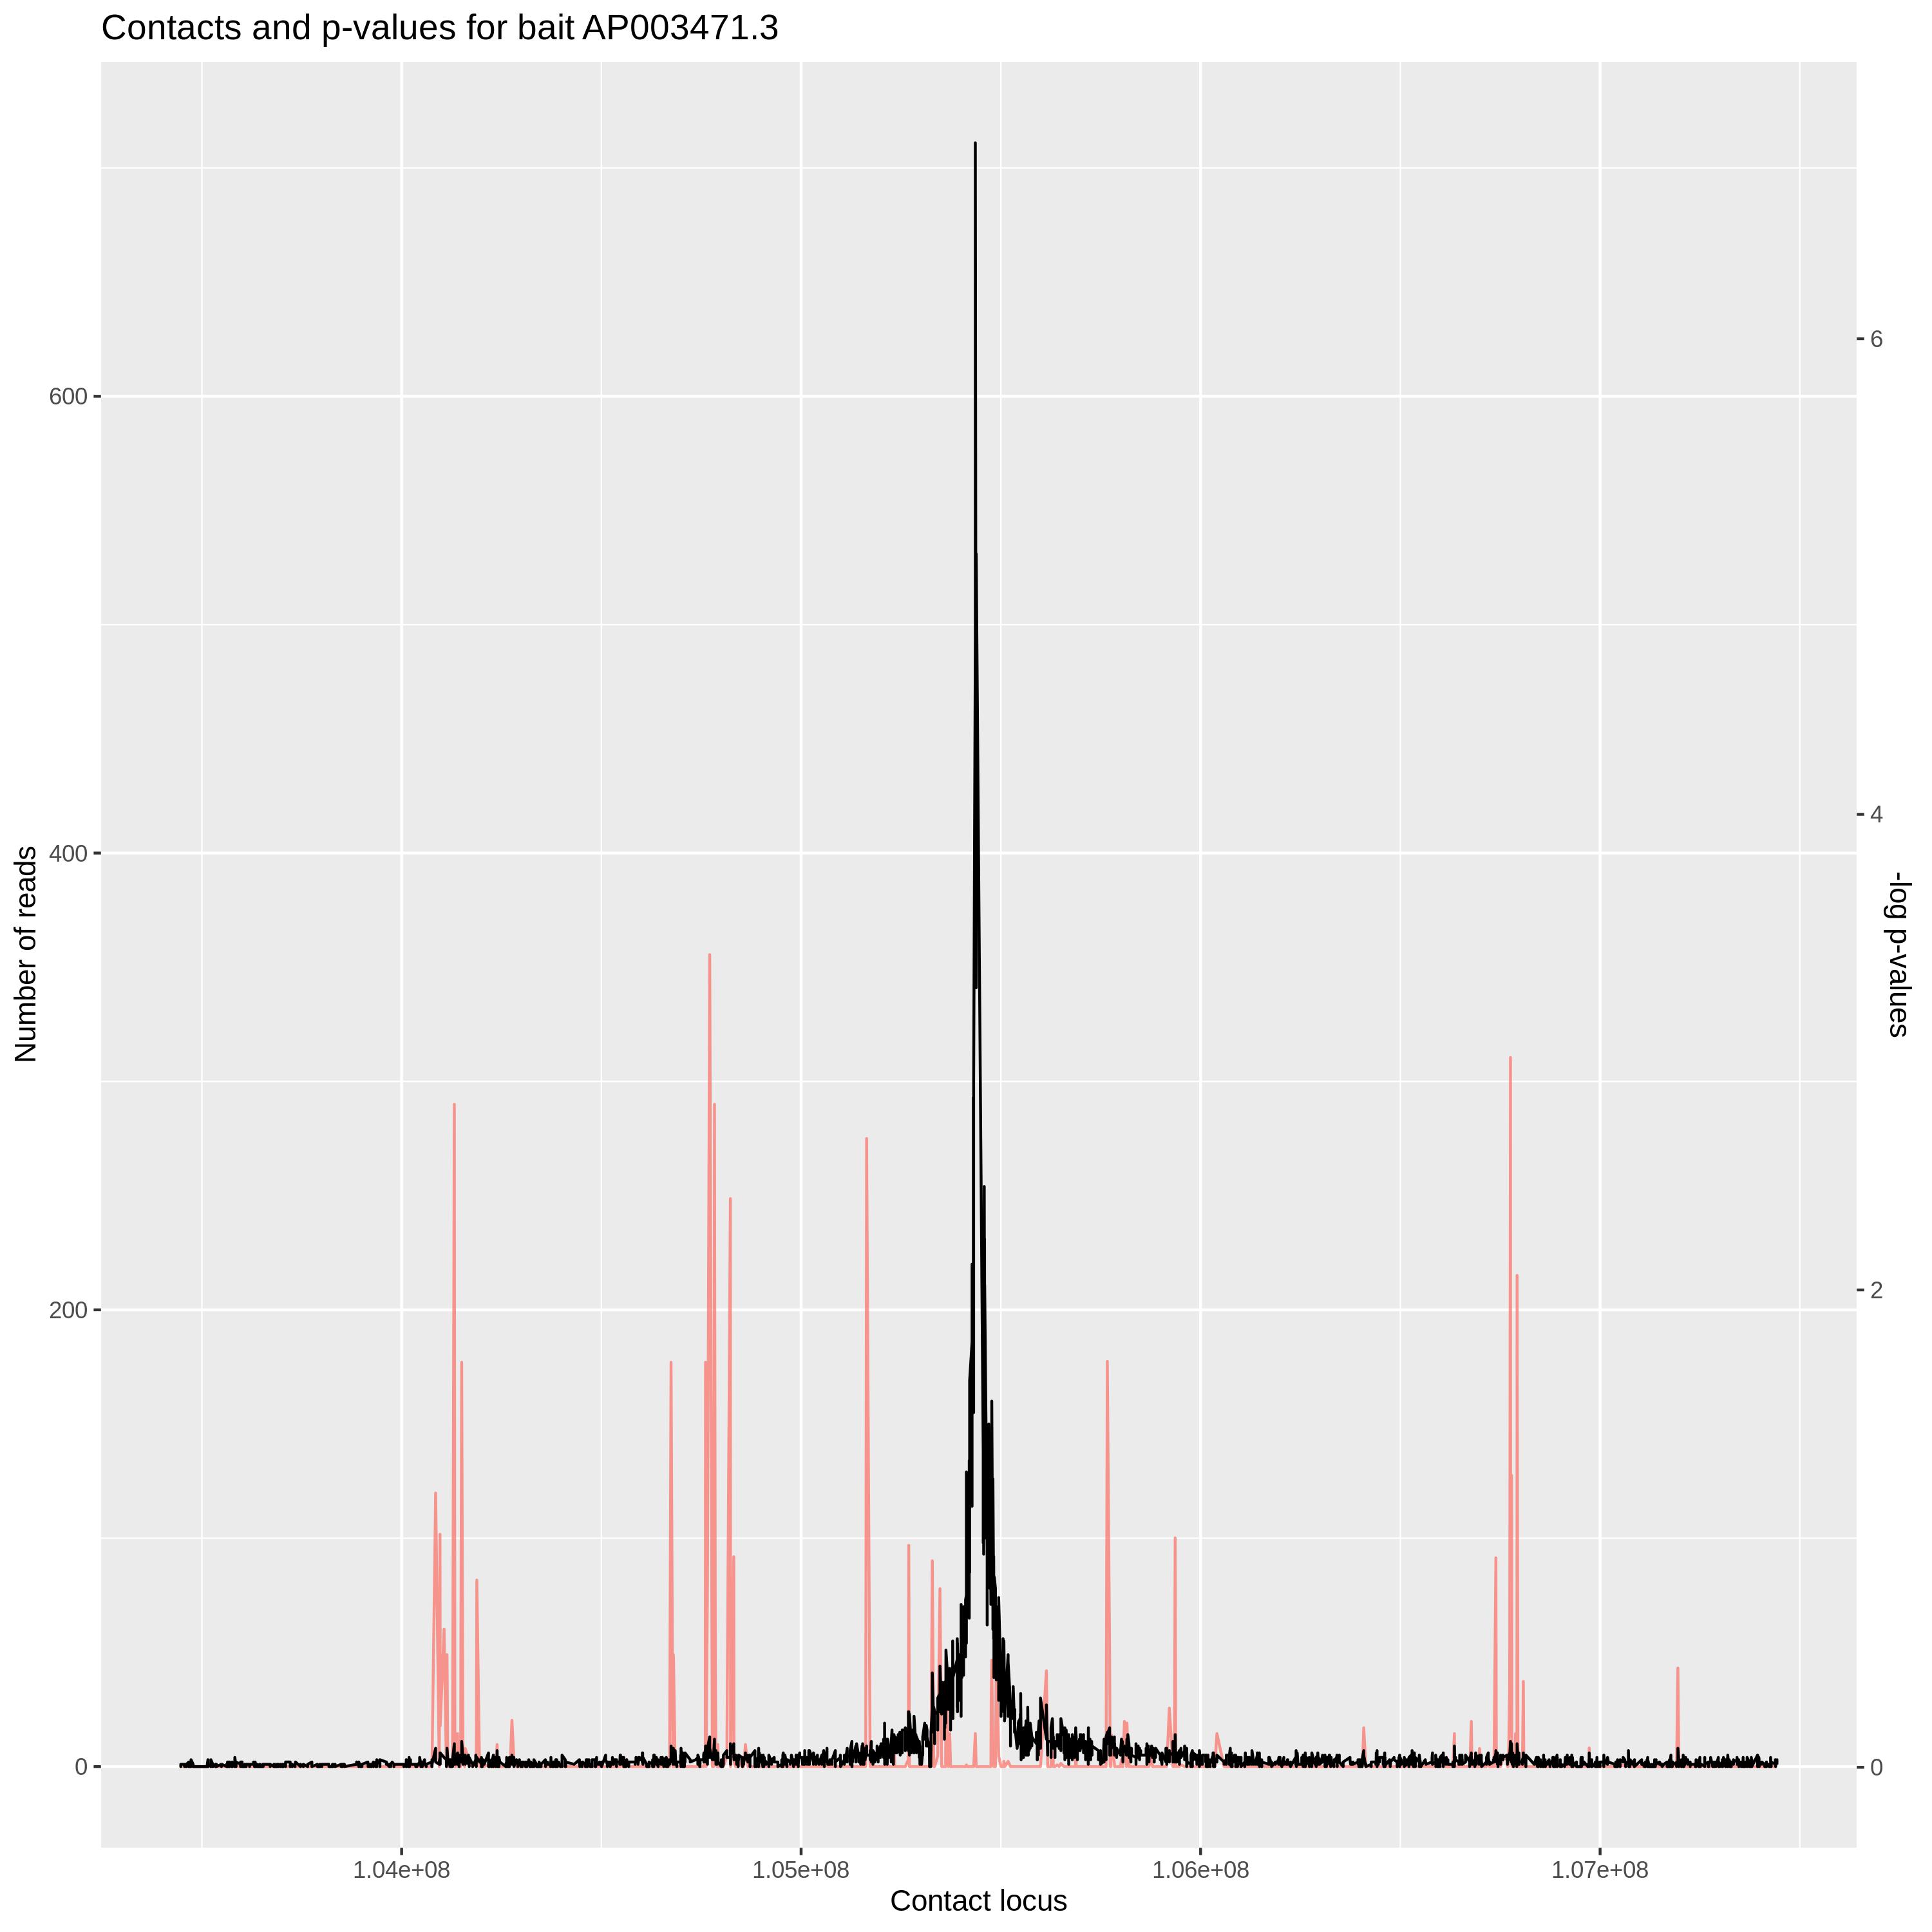 Contacts and p-values for bait AP003471.3
600
400
200
0
6
4
2
0
Number of reads
-log p-values
1.04e+08
1.05e+08
1.06e+08
1.07e+08
Contact locus